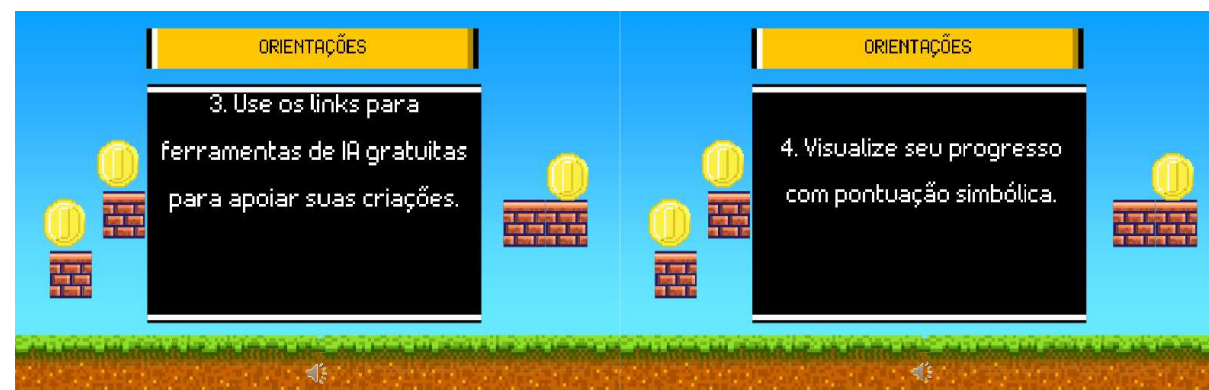 ORIENTAÇÕES
3. Use os links para
ferramentas de IA gratuitas
para apoiar suas criações.
ORIENTAÇÕES
4. Visualize seu progresso
com pontuação simbólica.